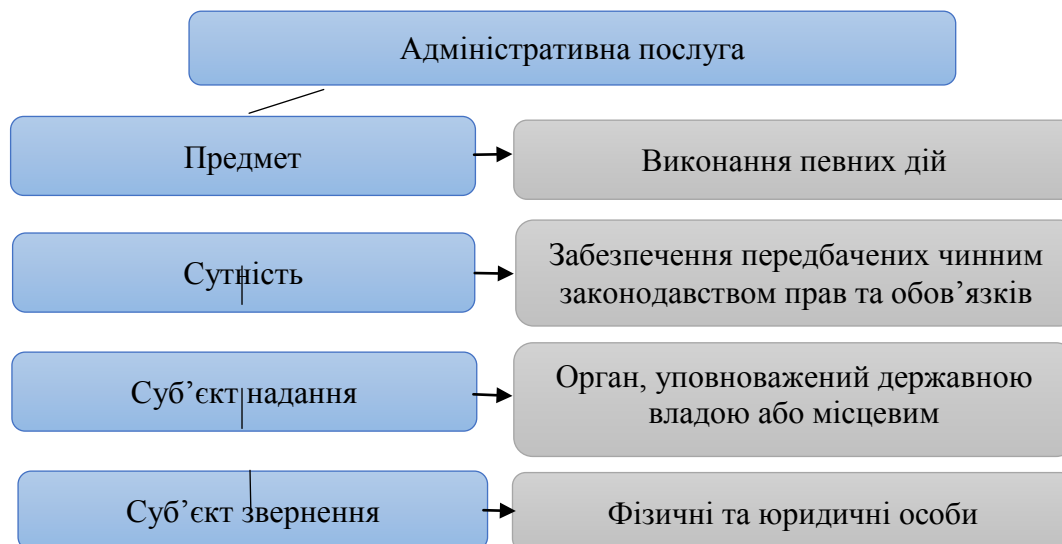 Адміністративна послуга
Предмет
Виконання певних дій
Сутність
Забезпечення передбачених чинним
законодавством прав та обов’язків
Суб’єкт надання
Орган, уповноважений державною
владою або місцевим
Суб’єкт звернення
Фізичні та юридичні особи